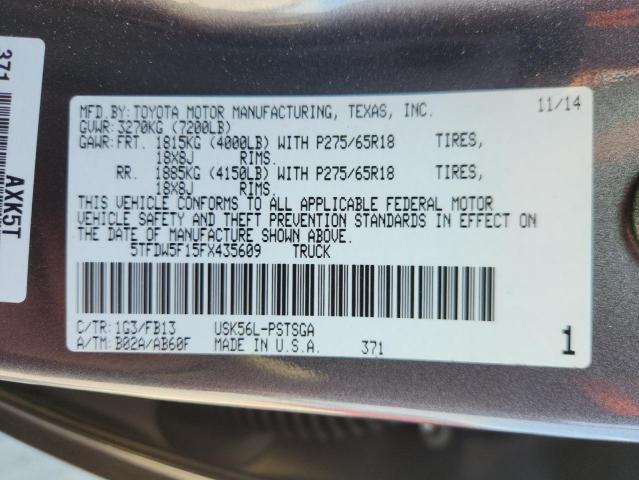 MFD.BY:TOYOTA MOTOR MANUFACTURING, TEXAS, INC. 11/14
GVWR:3270KG (7200LB)
GAWR:FRT. 1815KG (4000LB) WITH P275/65R18 TIRES,
18X8J RIMS.
RR. 1885KG (4150LB) WITH P275/65R18 TIRES,
18X8J RIMS.
THIS VEHICLE CONFORMS TO ALL APPLICABLE FEDERAL MOTOR
VEHICLE SAFETY AND THEFT PREVENTION STANDARDS IN EFFECT ON
THE DATE OF MANUFACTURE SHOWN ABOVE.
5TFDW5F15FX435609 TRUCK
C/TR:1G3/FB13 USK56L-PSTSGA
A/TM:B02A/AB60F MADE IN U.S.A. 371 1
371
AXK5T